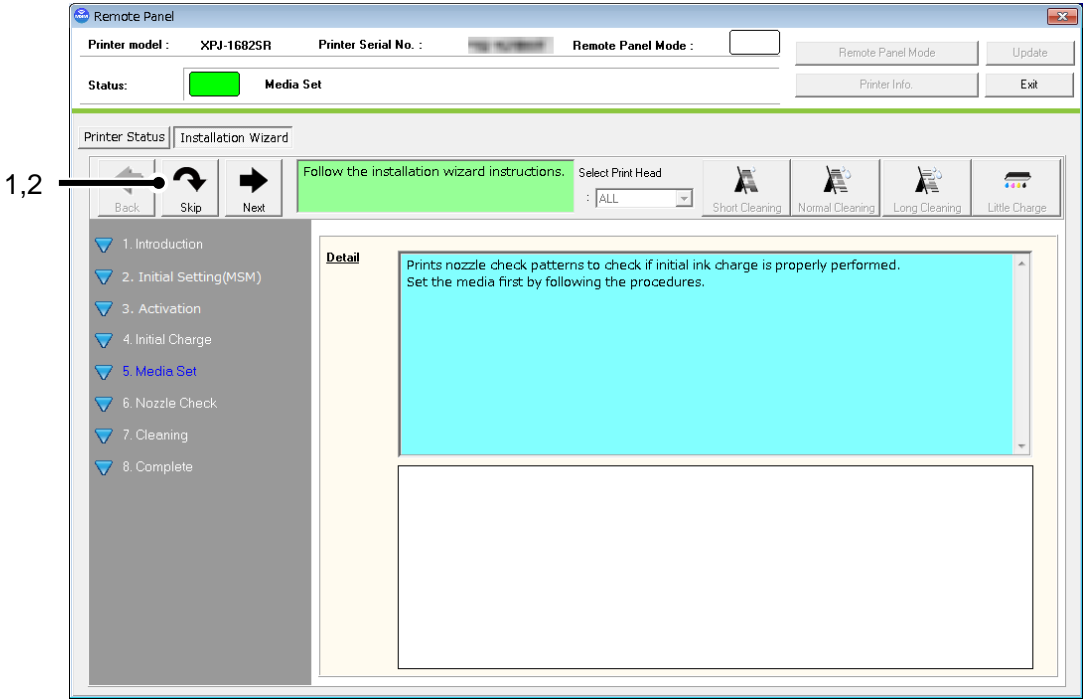 Remote Panel
Printer model : XPJ-1682SR Printer Serial No. : Remote Panel Mode :
Remote Panel Mode Update
Status: Media Set
Printer Info. Exit
Printer Status Installation Wizard
1,2
Back Skip Next
Follow the installation wizard instructions.
Select Print Head
: ALL
Short Cleaning Normal Cleaning Long Cleaning Little Charge
1. Introduction
2. Initial Setting(MSM)
3. Activation
4. Initial Charge
5. Media Set
6. Nozzle Check
7. Cleaning
8. Complete
Detail
Prints nozzle check patterns to check if initial ink charge is properly performed.
Set the media first by following the procedures.